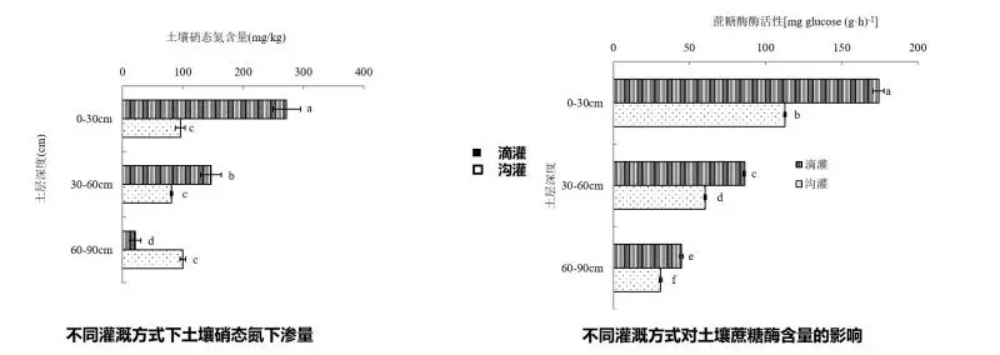 土壤硝态氮含量(mg/kg)
0 100 200 300 400
土层深度(cm)
0-30cm
a
c
30-60cm
b
c
60-90cm
d
c
滴灌
沟灌
不同灌溉方式下土壤硝态氮下渗量
蔗糖酶酶活性[mg glucose (g·h)-1]
0 50 100 150 200
土层深度
0-30cm
a
b
30-60cm
c
d
60-90cm
e
f
滴灌
沟灌
不同灌溉方式对土壤蔗糖酶含量的影响